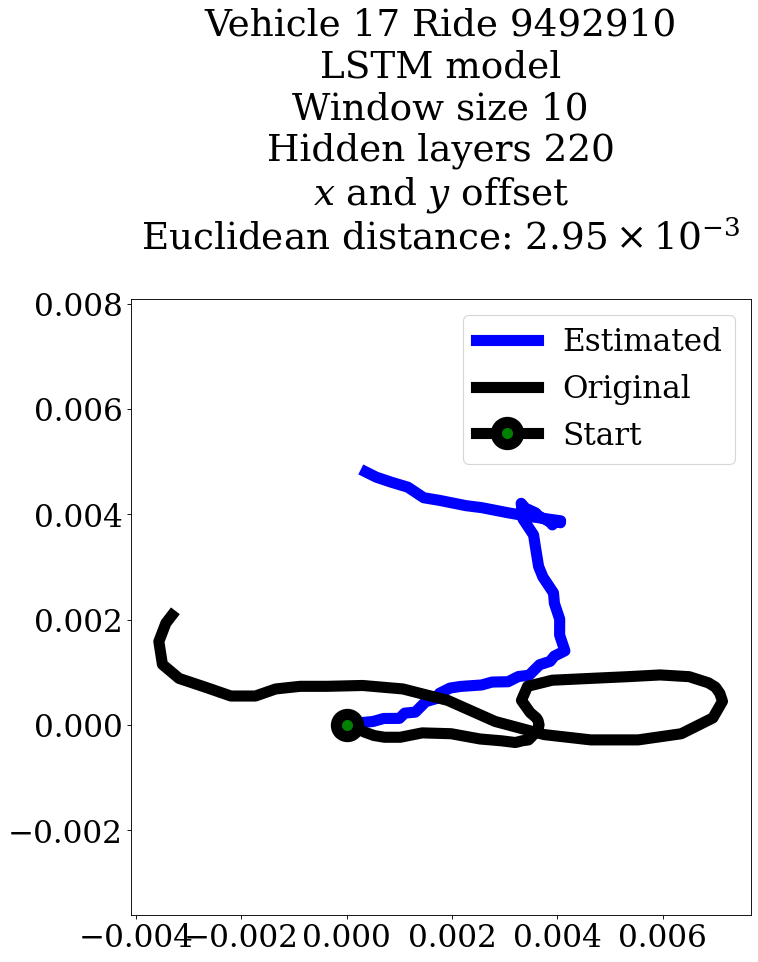 Vehicle 17 Ride 9492910
LSTM model
Window size 10
Hidden layers 220
x and y offset
Euclidean distance: 2.95 × 10⁻³
Estimated
Original
Start
0.008
0.006
0.004
0.002
0.000
−0.002
−0.004 −0.002 0.000 0.002 0.004 0.006